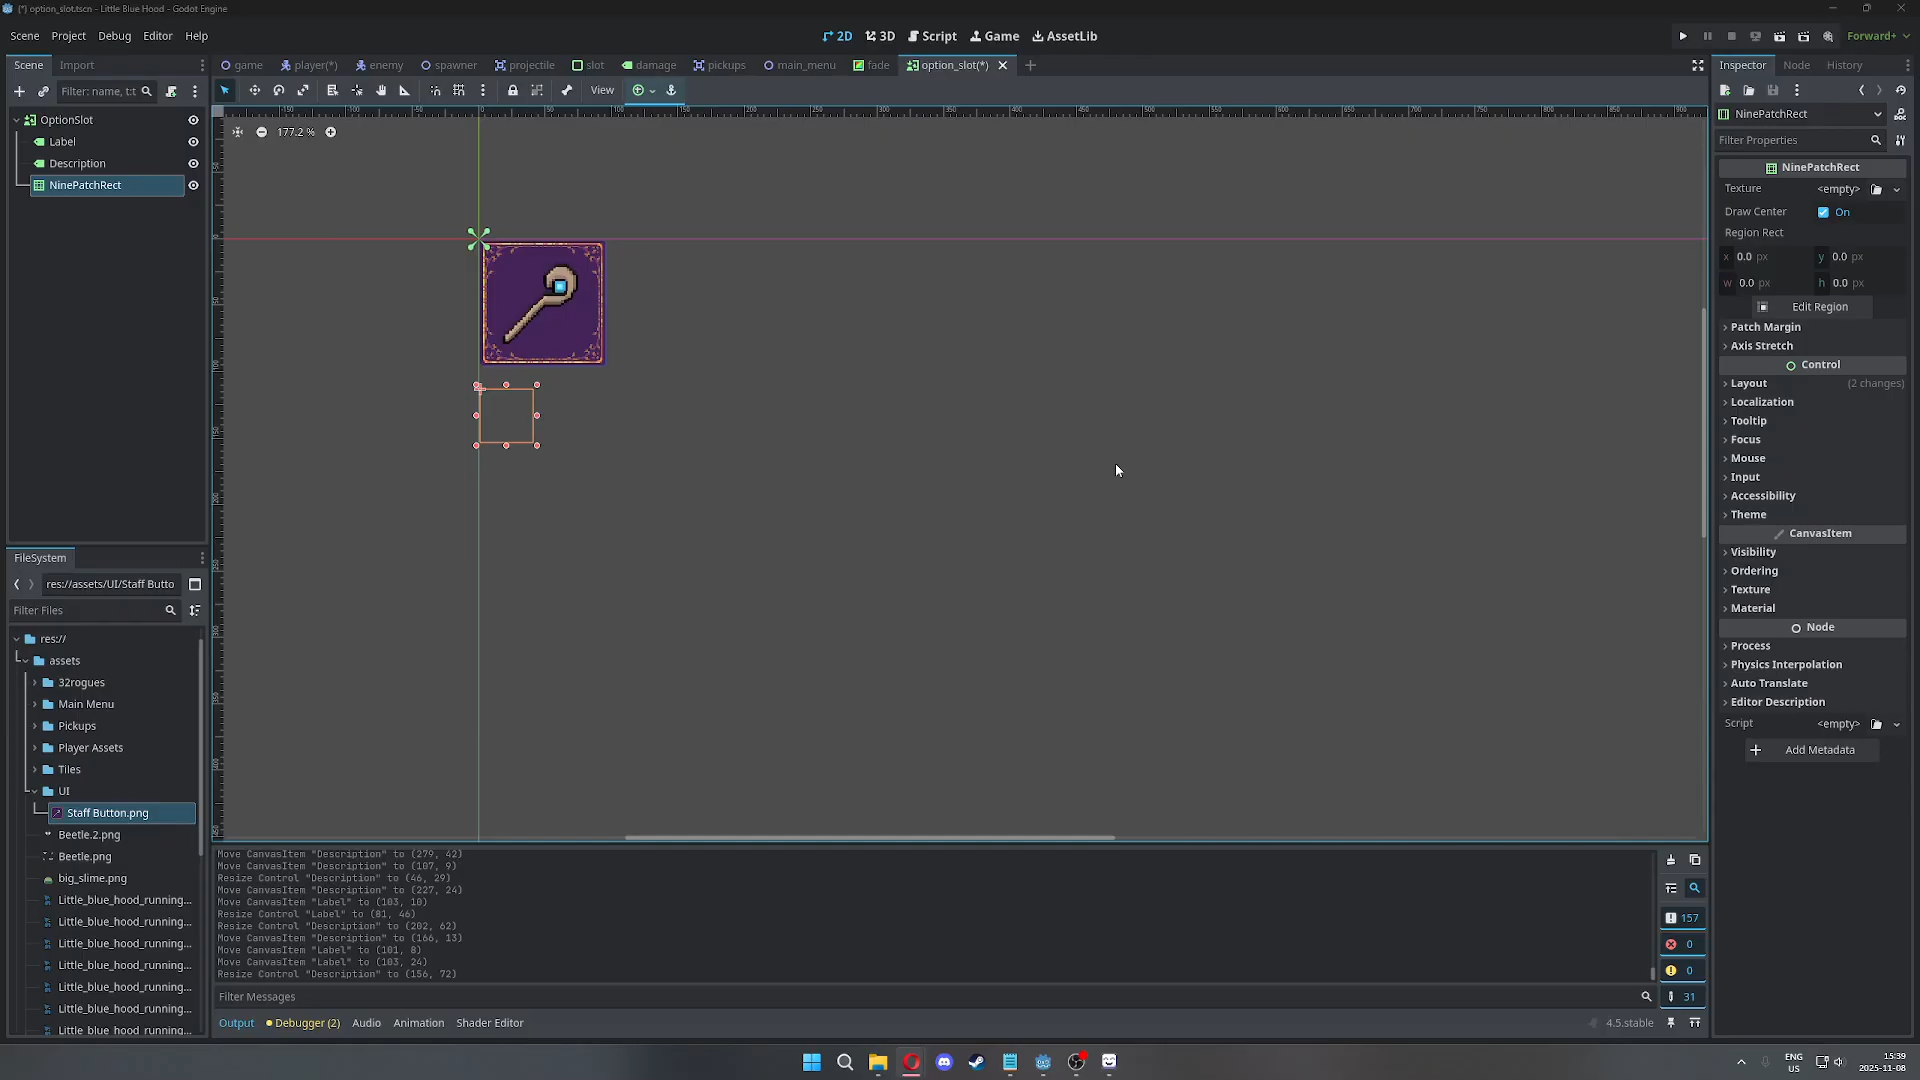 (*) option_slot.tscn - Little Blue Hood - Godot Engine
Scene Project Debug Editor Help
2D 3D Script Game AssetLib
Forward+
Scene Import
game player(*) enemy spawner projectile slot damage pickups main_menu fade option_slot(*)
Inspector Node History
Filter: name, t:t
View
NinePatchRect
Filter Properties
OptionSlot
Label
Description
NinePatchRect
177.2 %
NinePatchRect
Texture <empty>
Draw Center On
Region Rect
x 0.0 px y 0.0 px
w 0.0 px h 0.0 px
Edit Region
Patch Margin
Axis Stretch
Control
Layout (2 changes)
Localization
Tooltip
Focus
Mouse
Input
Accessibility
Theme
CanvasItem
Visibility
Ordering
Texture
Material
Node
Process
Physics Interpolation
Auto Translate
Editor Description
Script <empty>
Add Metadata
FileSystem
res://assets/UI/Staff Butto
Filter Files
res://
assets
32rogues
Main Menu
Pickups
Player Assets
Tiles
UI
Staff Button.png
Beetle.2.png
Beetle.png
big_slime.png
Little_blue_hood_running...
Little_blue_hood_running...
Little_blue_hood_running...
Little_blue_hood_running...
Little_blue_hood_running...
Little_blue_hood_running...
Little_blue_hood_running...
Move CanvasItem "Description" to (279, 42)
Move CanvasItem "Description" to (107, 9)
Resize Control "Description" to (46, 29)
Move CanvasItem "Description" to (227, 24)
Move CanvasItem "Label" to (103, 10)
Resize Control "Label" to (81, 46)
Resize Control "Description" to (202, 62)
Move CanvasItem "Description" to (166, 13)
Move CanvasItem "Label" to (101, 8)
Move CanvasItem "Label" to (103, 24)
Resize Control "Description" to (156, 72)
157
0
0
31
Filter Messages
Output Debugger (2) Audio Animation Shader Editor
4.5.stable
ENG
US
15:39
2025-11-08